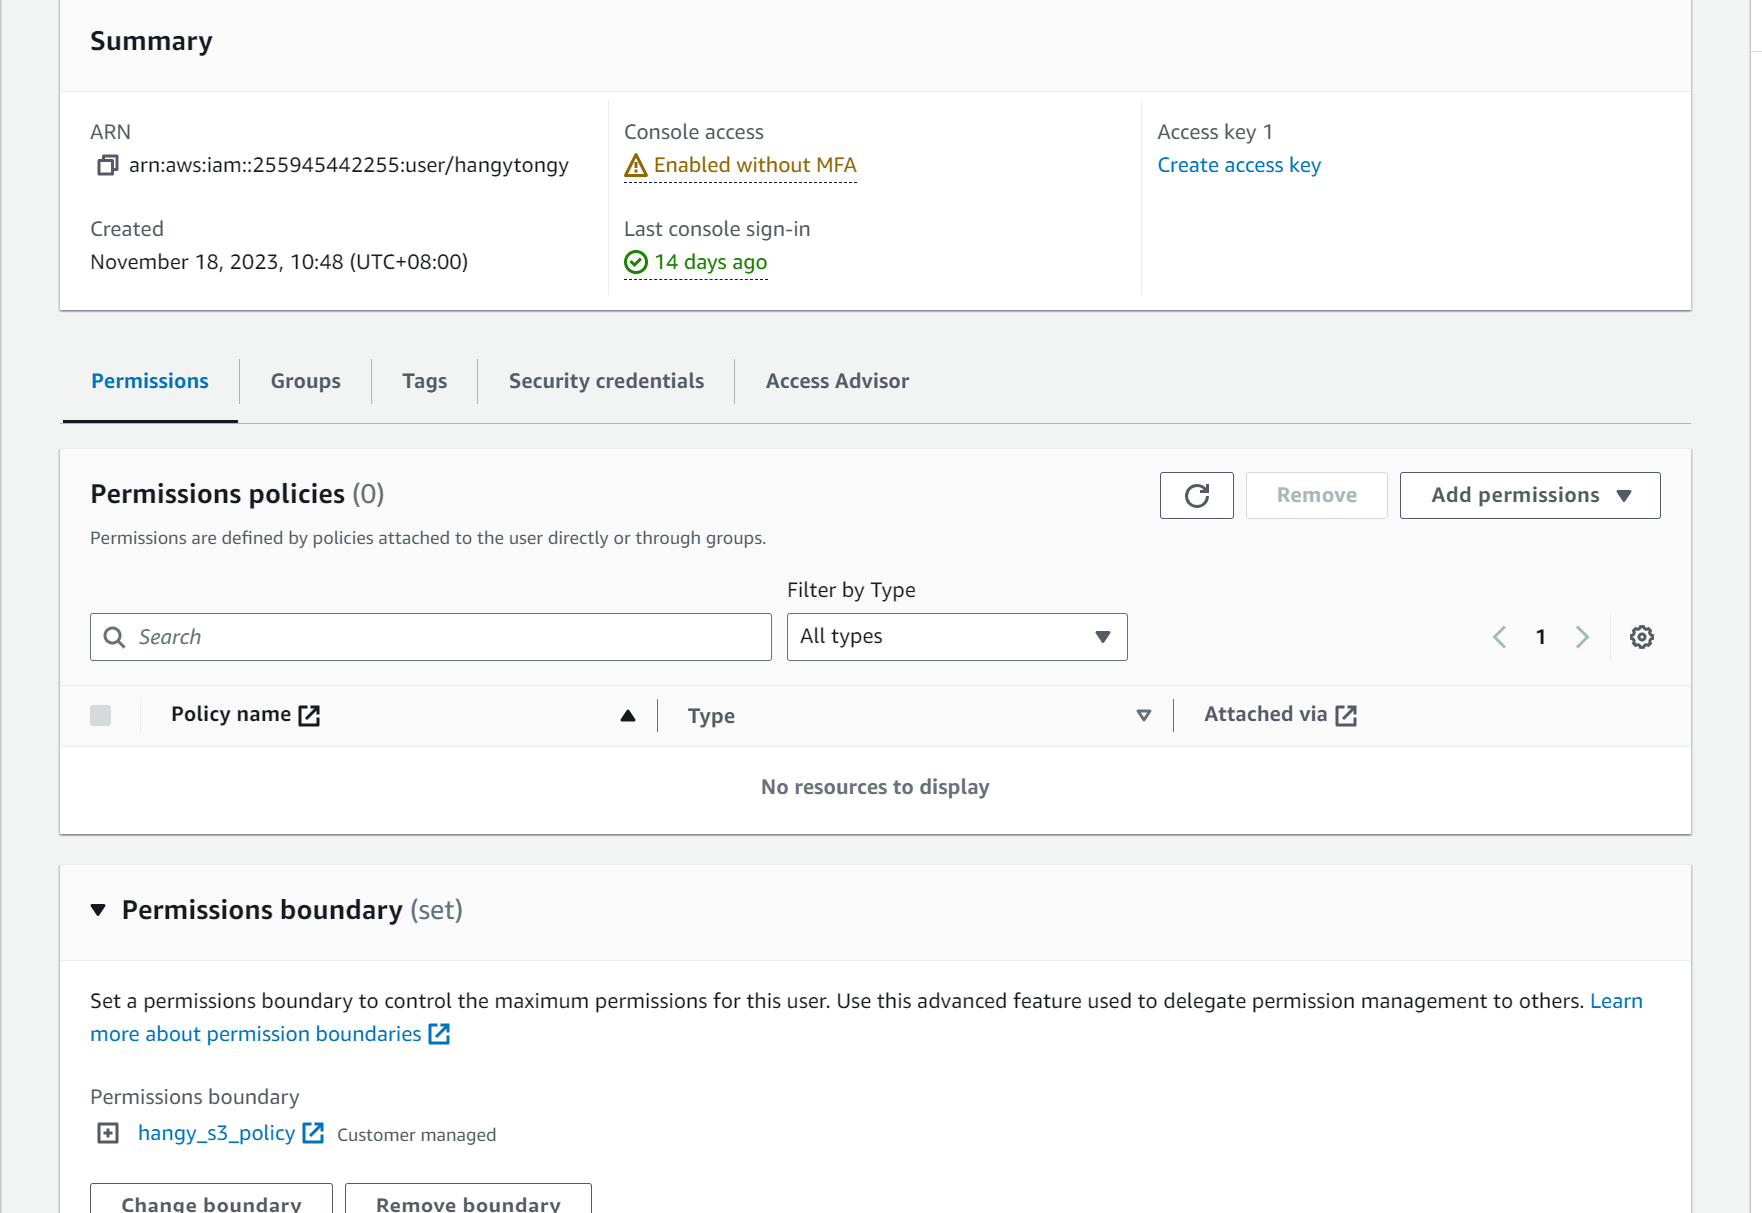 Summary
ARN
arn:aws:iam::255945442255:user/hangytongy
Created
November 18, 2023, 10:48 (UTC+08:00)
Console access
Enabled without MFA
Last console sign-in
14 days ago
Access key 1
Create access key
Permissions
Groups
Tags
Security credentials
Access Advisor
Permissions policies (0)
Permissions are defined by policies attached to the user directly or through groups.
Remove
Add permissions
Search
Filter by Type
All types
1
Policy name
Type
Attached via
No resources to display
Permissions boundary (set)
Set a permissions boundary to control the maximum permissions for this user. Use this advanced feature used to delegate permission management to others. Learn
more about permission boundaries
Permissions boundary
hangy_s3_policy Customer managed
Change boundary
Remove boundary